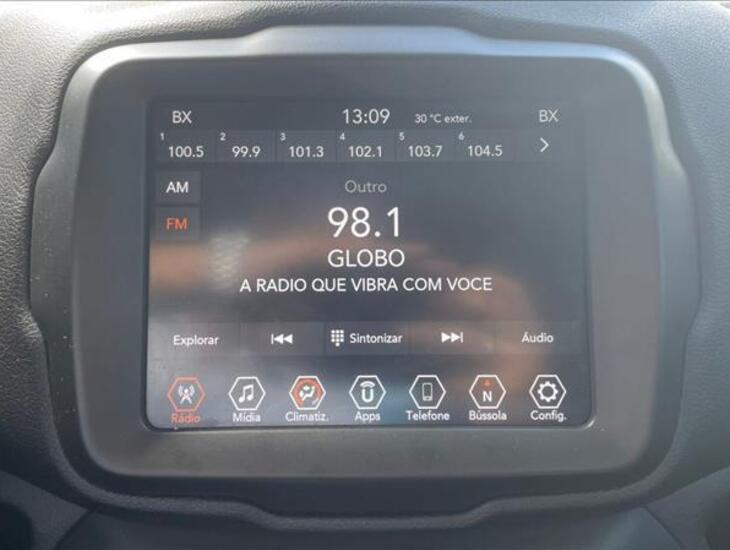 BX 13:09 30 °C exter. BX
1 100.5 2 99.9 3 101.3 4 102.1 5 103.7 6 104.5
AM Outro
FM 98.1
GLOBO
A RADIO QUE VIBRA COM VOCE
Explorar Sintonizar Áudio
U N
Rádio Mídia Climatiz. Apps Telefone Bússola Config.